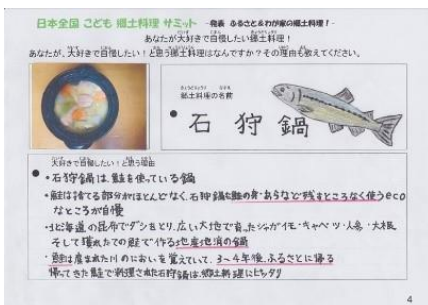 日本全国 こども 郷土料理 サミット -発表 ふるさと&わが家の郷土料理!-
あなたが大好きで自慢したい郷土料理!
あなたが、大好きで自慢したい!と思う郷土料理はなんですか?その理由も教えてください。
郷土料理の名前
● 石狩鍋
大好きで自慢したい!と思う理由
● ・石狩鍋は鮭を使っている鍋
・鮭は捨てる部分がほとんどなく、石狩鍋も鮭の身・あらなど残すところなく使うeco
なところが自慢
・北海道の昆布でダシをとり、広い大地で育ったジャガイモ・キャベツ・人参・大根
そして獲れたての鮭で作る地産地消の鍋
・鮭は産まれた川のにおいを覚えていて、3~4年後、ふるさとに帰る
帰ってきた鮭で料理された石狩鍋は郷土料理にピッタリ
4